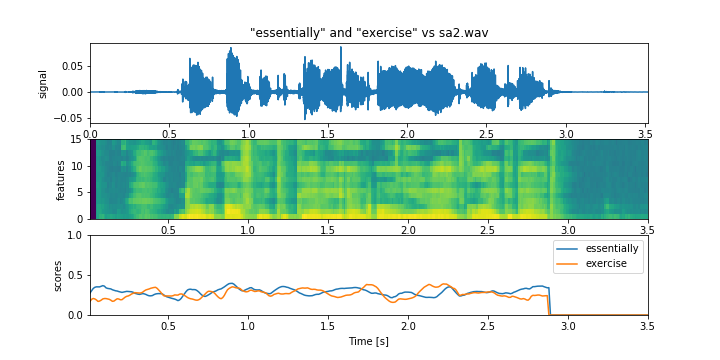 "essentially" and "exercise" vs sa2.wav
signal
0.05
0.00
−0.05
0.0 0.5 1.0 1.5 2.0 2.5 3.0 3.5
features
15
10
5
0
0.5 1.0 1.5 2.0 2.5 3.0 3.5
scores
1.0
0.5
0.0
essentially
exercise
0.5 1.0 1.5 2.0 2.5 3.0 3.5
Time [s]